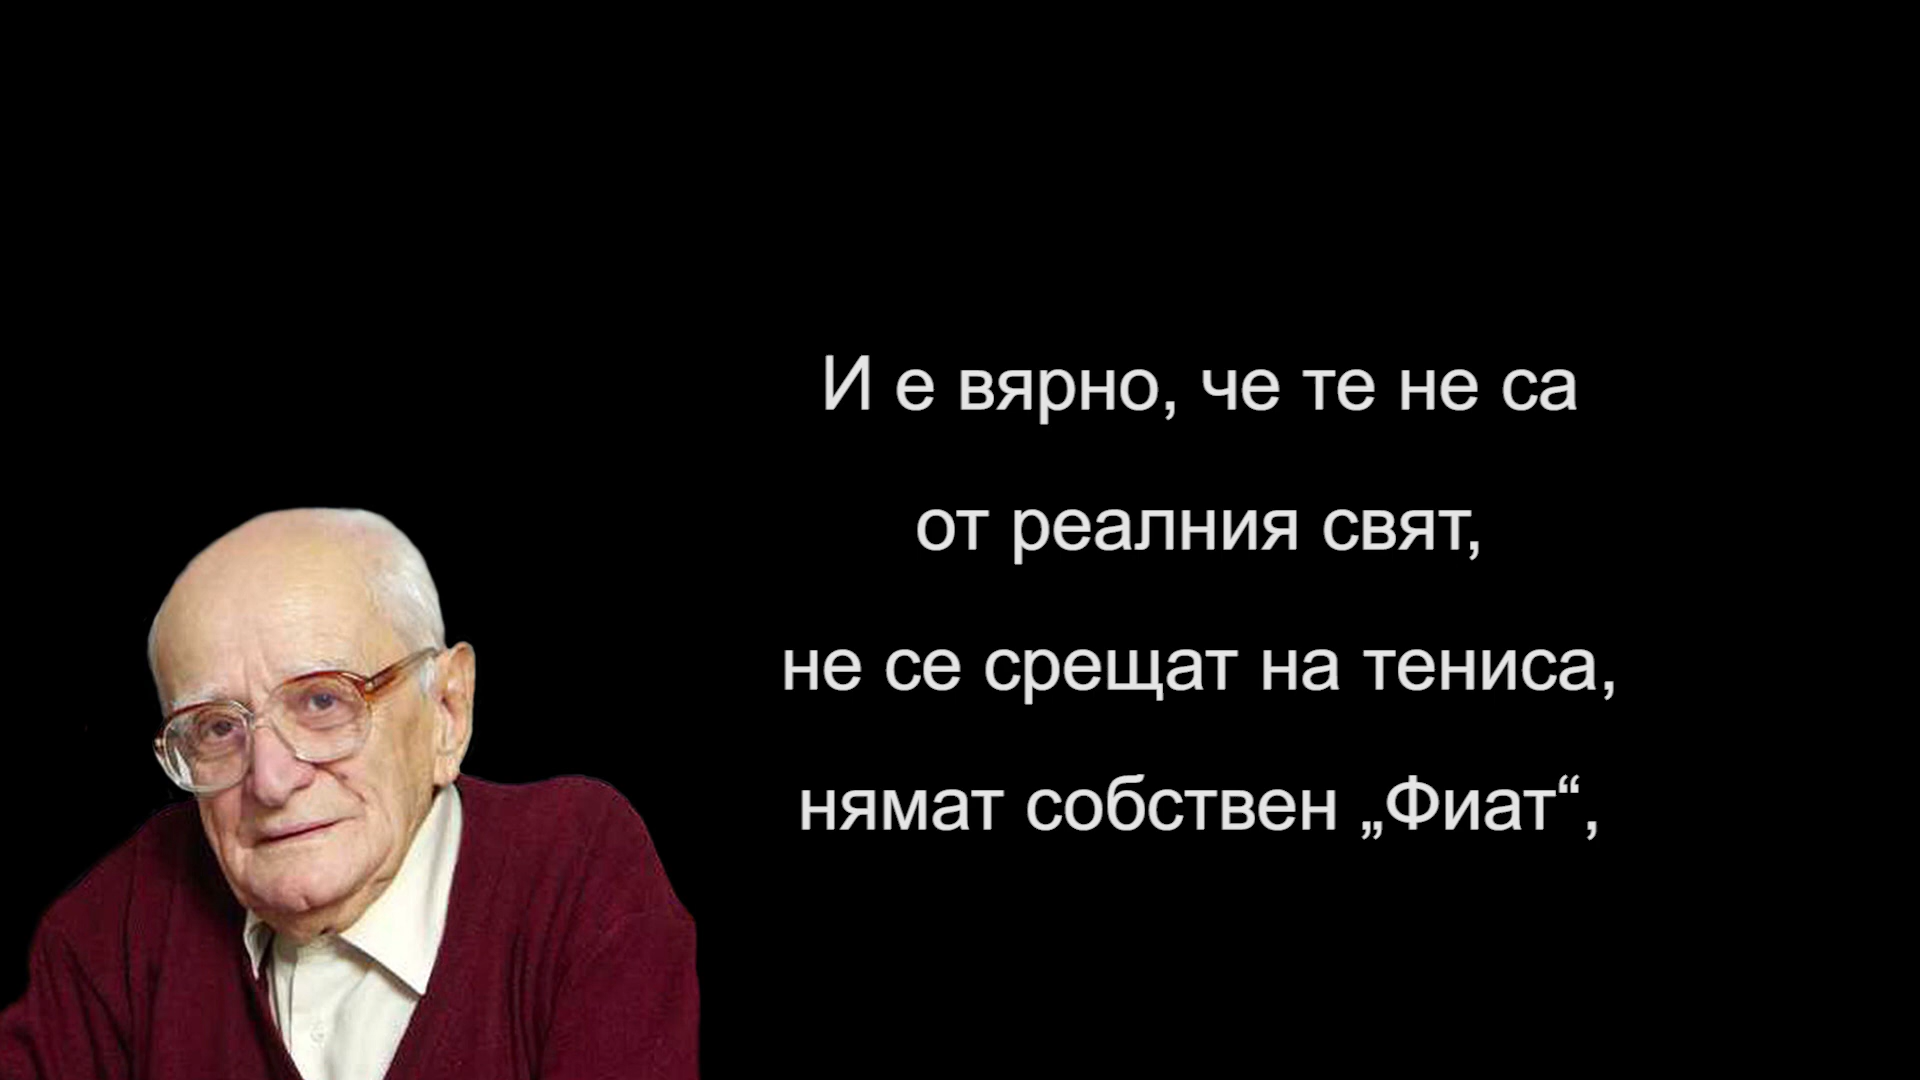 И е вярно, че те не са
от реалния свят,
не се срещат на тениса,
нямат собствен „Фиат“,